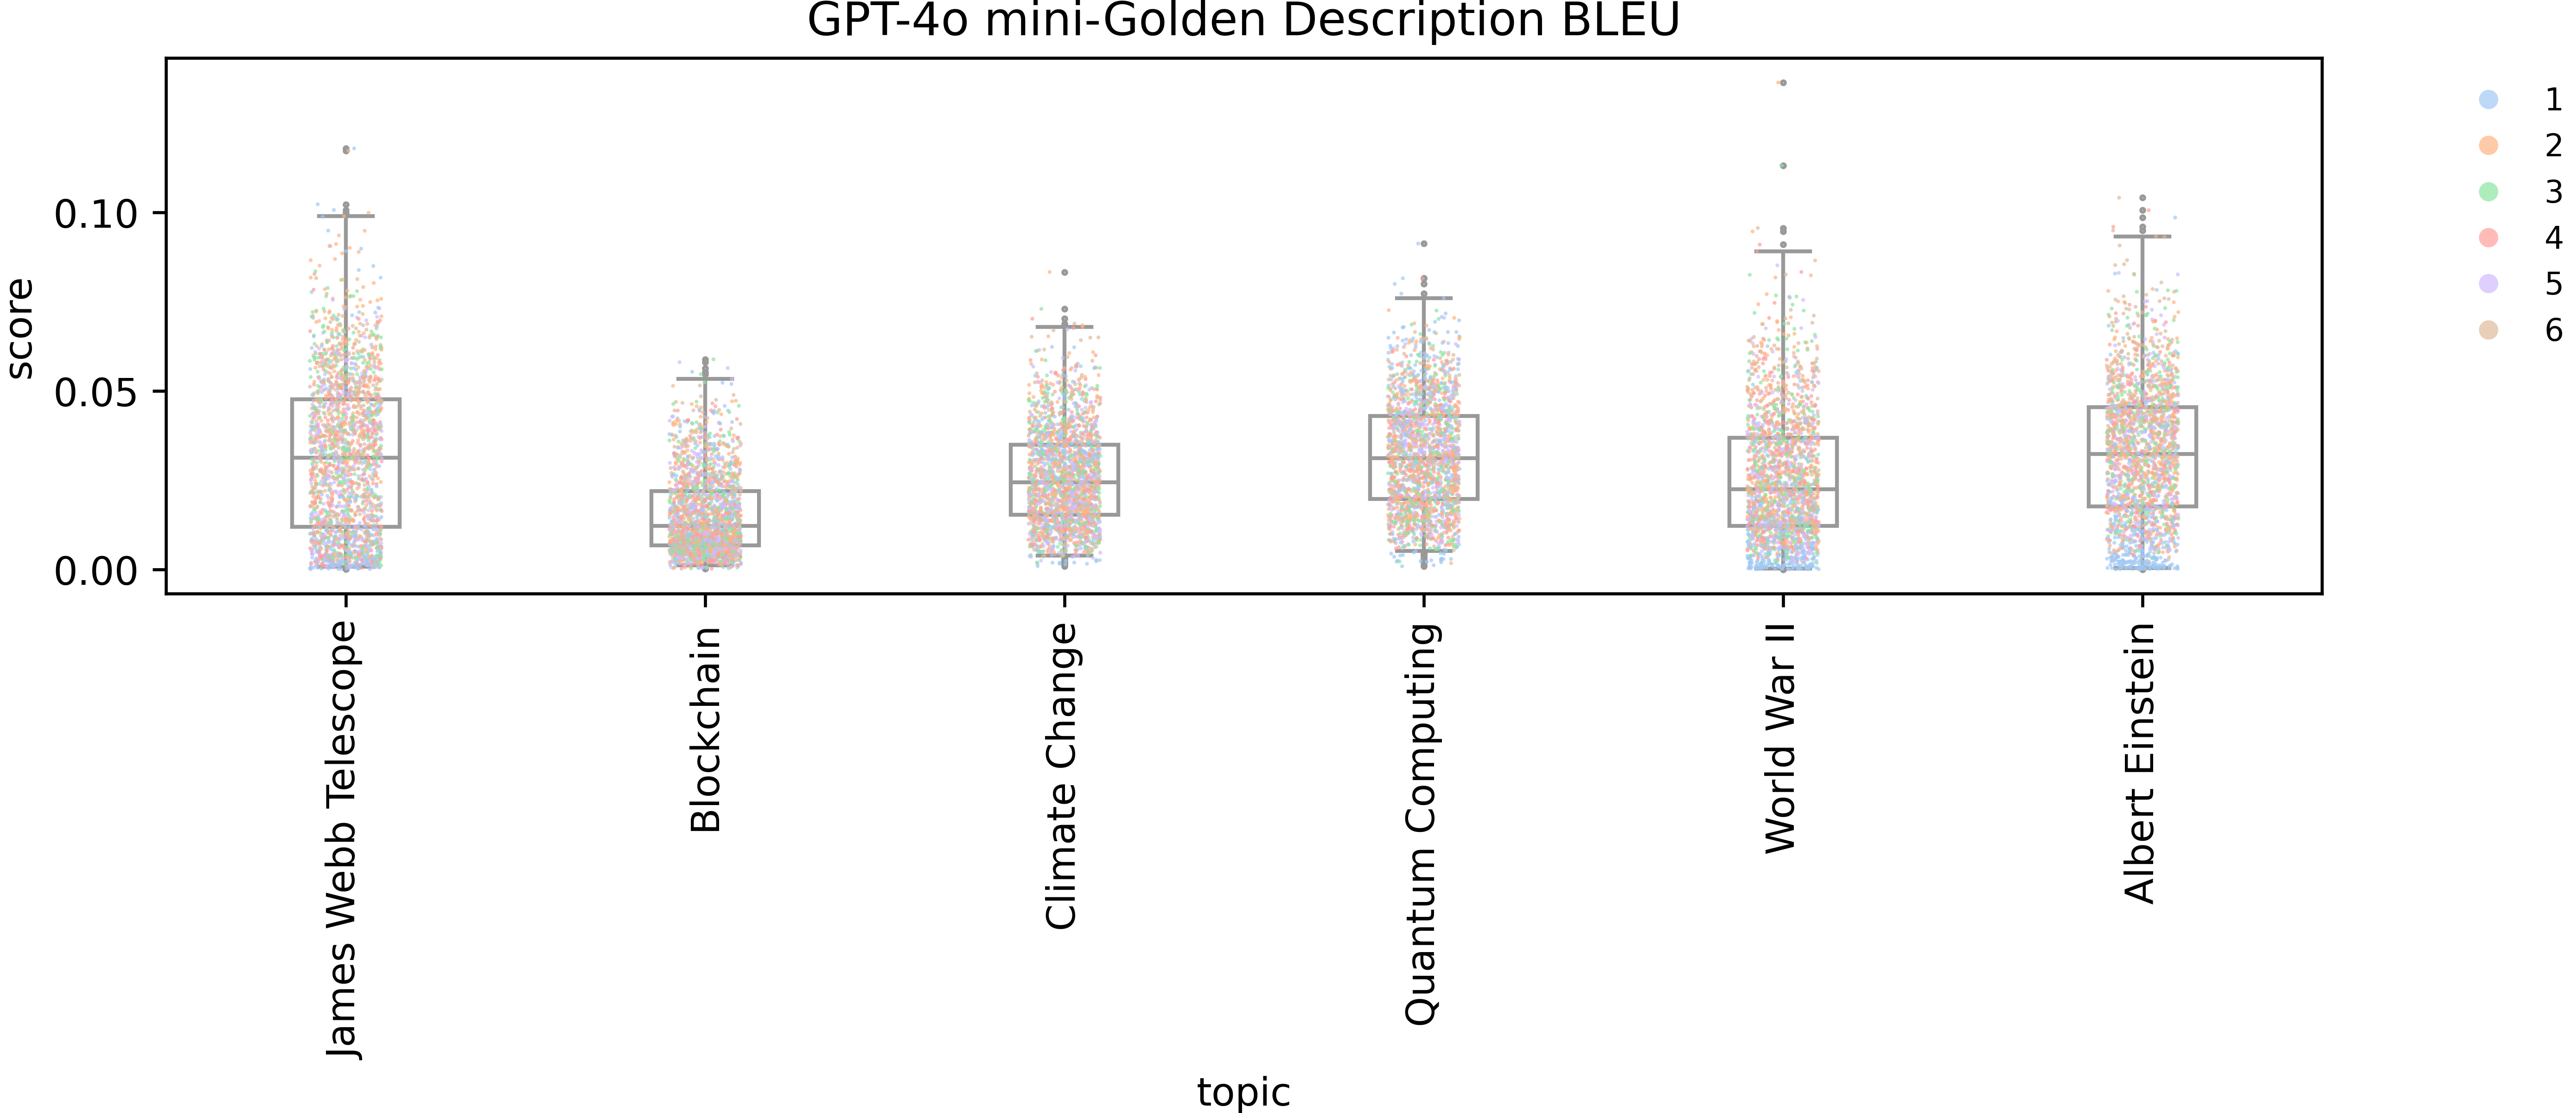 GPT-4o mini-Golden Description BLEU
score
0.10
0.05
0.00
James Webb Telescope
Blockchain
Climate Change
Quantum Computing
World War II
Albert Einstein
topic
1
2
3
4
5
6